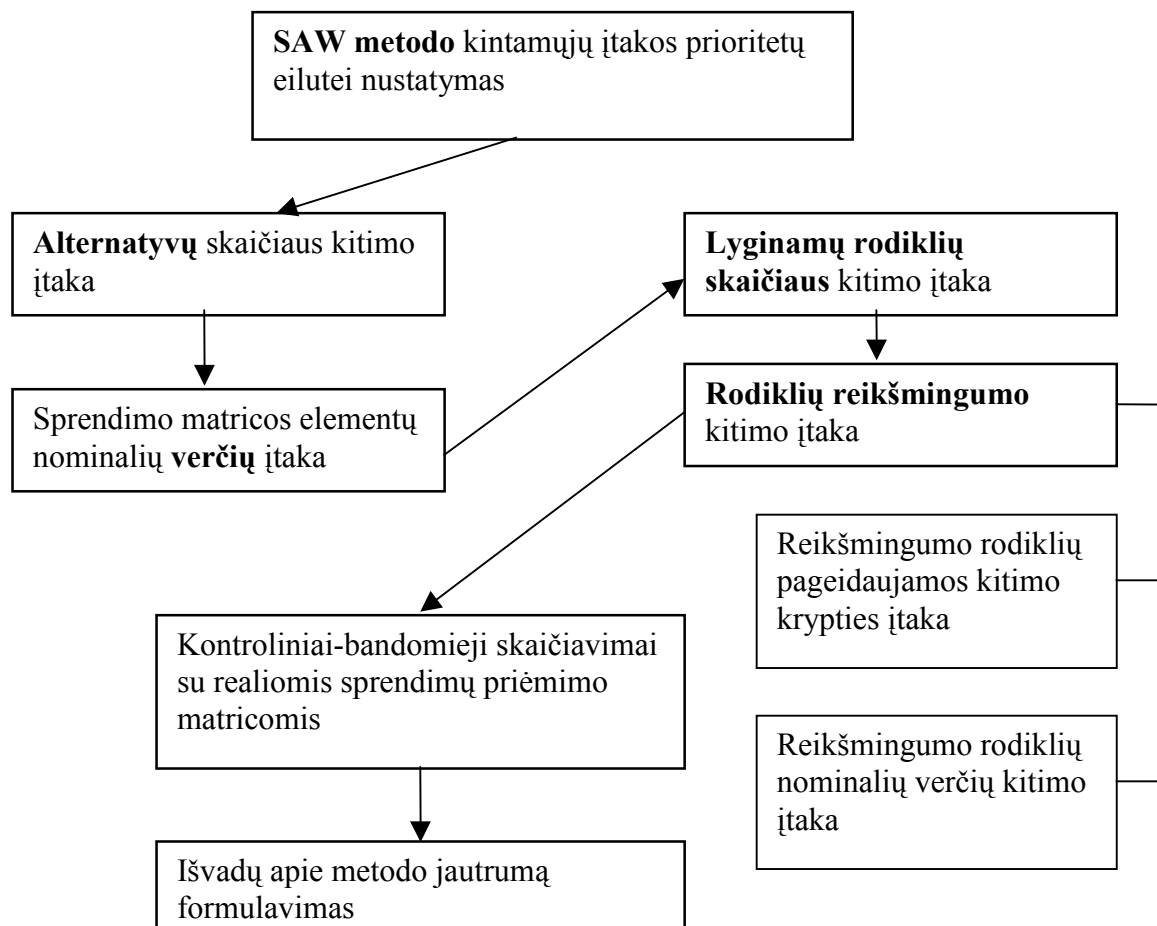 SAW metodo kintamųjų įtakos prioritetų
eilutei nustatymas
Alternatyvų skaičiaus kitimo
įtaka
Lyginamų rodiklių
skaičiaus kitimo įtaka
Sprendimo matricos elementų
nominalių verčių įtaka
Rodiklių reikšmingumo
kitimo įtaka
Reikšmingumo rodiklių
pageidaujamos kitimo
krypties įtaka
Kontroliniai-bandomieji skaičiavimai
su realiomis sprendimų priėmimo
matricomis
Reikšmingumo rodiklių
nominalių verčių kitimo
įtaka
Išvadų apie metodo jautrumą
formulavimas